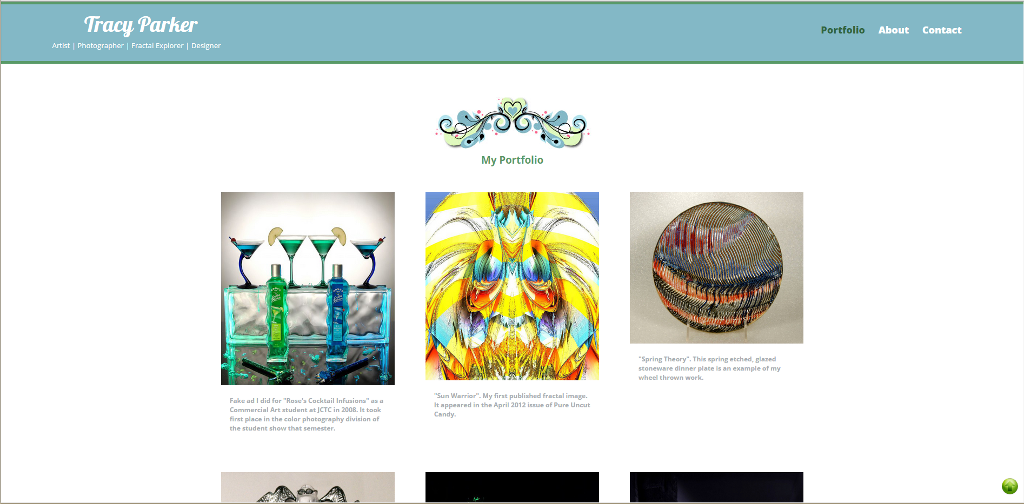 Tracy Parker
Artist | Photographer | Fractal Explorer | Designer
Portfolio About Contact
My Portfolio
Fake ad I did for "Rose's Cocktail Infusions" as a
Commercial Art student at JCTC in 2008. It took
first place in the color photography division of
the student show that semester.
"Sun Warrior". My first published fractal image.
It appeared in the April 2012 issue of Pure Uncut
Candy.
"Spring Theory". This spring etched, glazed
stoneware dinner plate is an example of my
wheel thrown work.